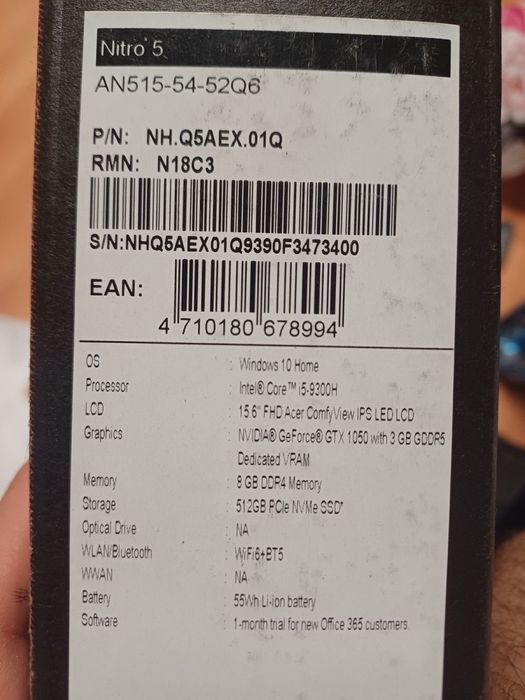 Nitro 5
AN515-54-52Q6
P/N: NH.Q5AEX.01Q
RMN: N18C3
S/N:NHQ5AEX01Q9390F3473400
EAN:
4 710180 678994
OS : Windows 10 Home
Processor : Intel® Core™ i5-9300H
LCD : 15.6" FHD Acer ComfyView IPS LED LCD
Graphics : NVIDIA® GeForce® GTX 1050 with 3 GB GDDR5
Dedicated VRAM
Memory : 8 GB DDR4 Memory
Storage : 512GB PCIe NVMe SSD*
Optical Drive : NA
WLAN/Bluetooth : WiFi6+BT5
WWAN : NA
Battery : 55Wh Li-ion battery
Software : 1-month trial for new Office 365 customers.